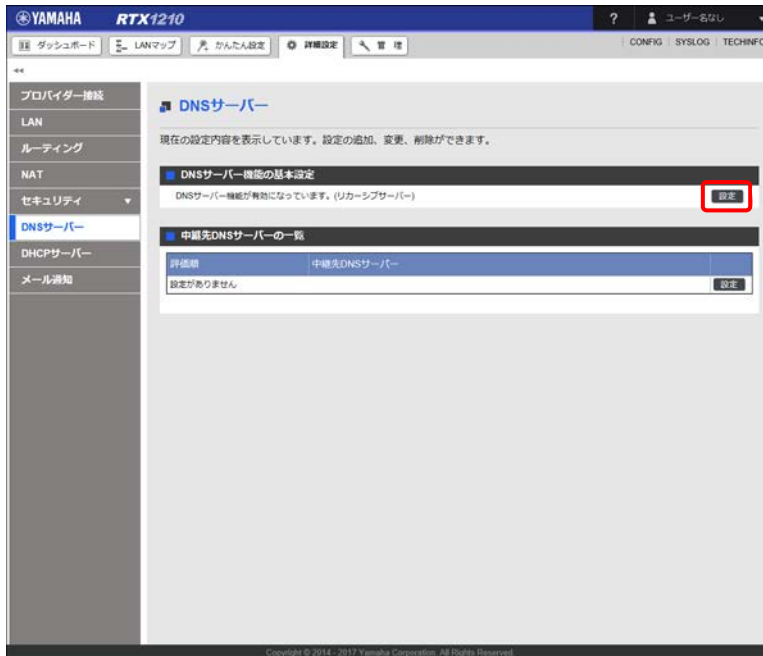 YAMAHA RTX1210 ? ユーザー名なし
ダッシュボード LANマップ かんたん設定 詳細設定 管理 CONFIG SYSLOG TECHINFO
プロバイダー接続
LAN
ルーティング
NAT
セキュリティ
DNSサーバー
DHCPサーバー
メール通知
DNSサーバー
現在の設定内容を表示しています。設定の追加、変更、削除ができます。
DNSサーバー機能の基本設定
DNSサーバー機能が有効になっています。(リカーシブサーバー) 設定
中継先DNSサーバーの一覧
評価順 中継先DNSサーバー
設定がありません 設定
Copyright © 2014 - 2017 Yamaha Corporation. All Rights Reserved.